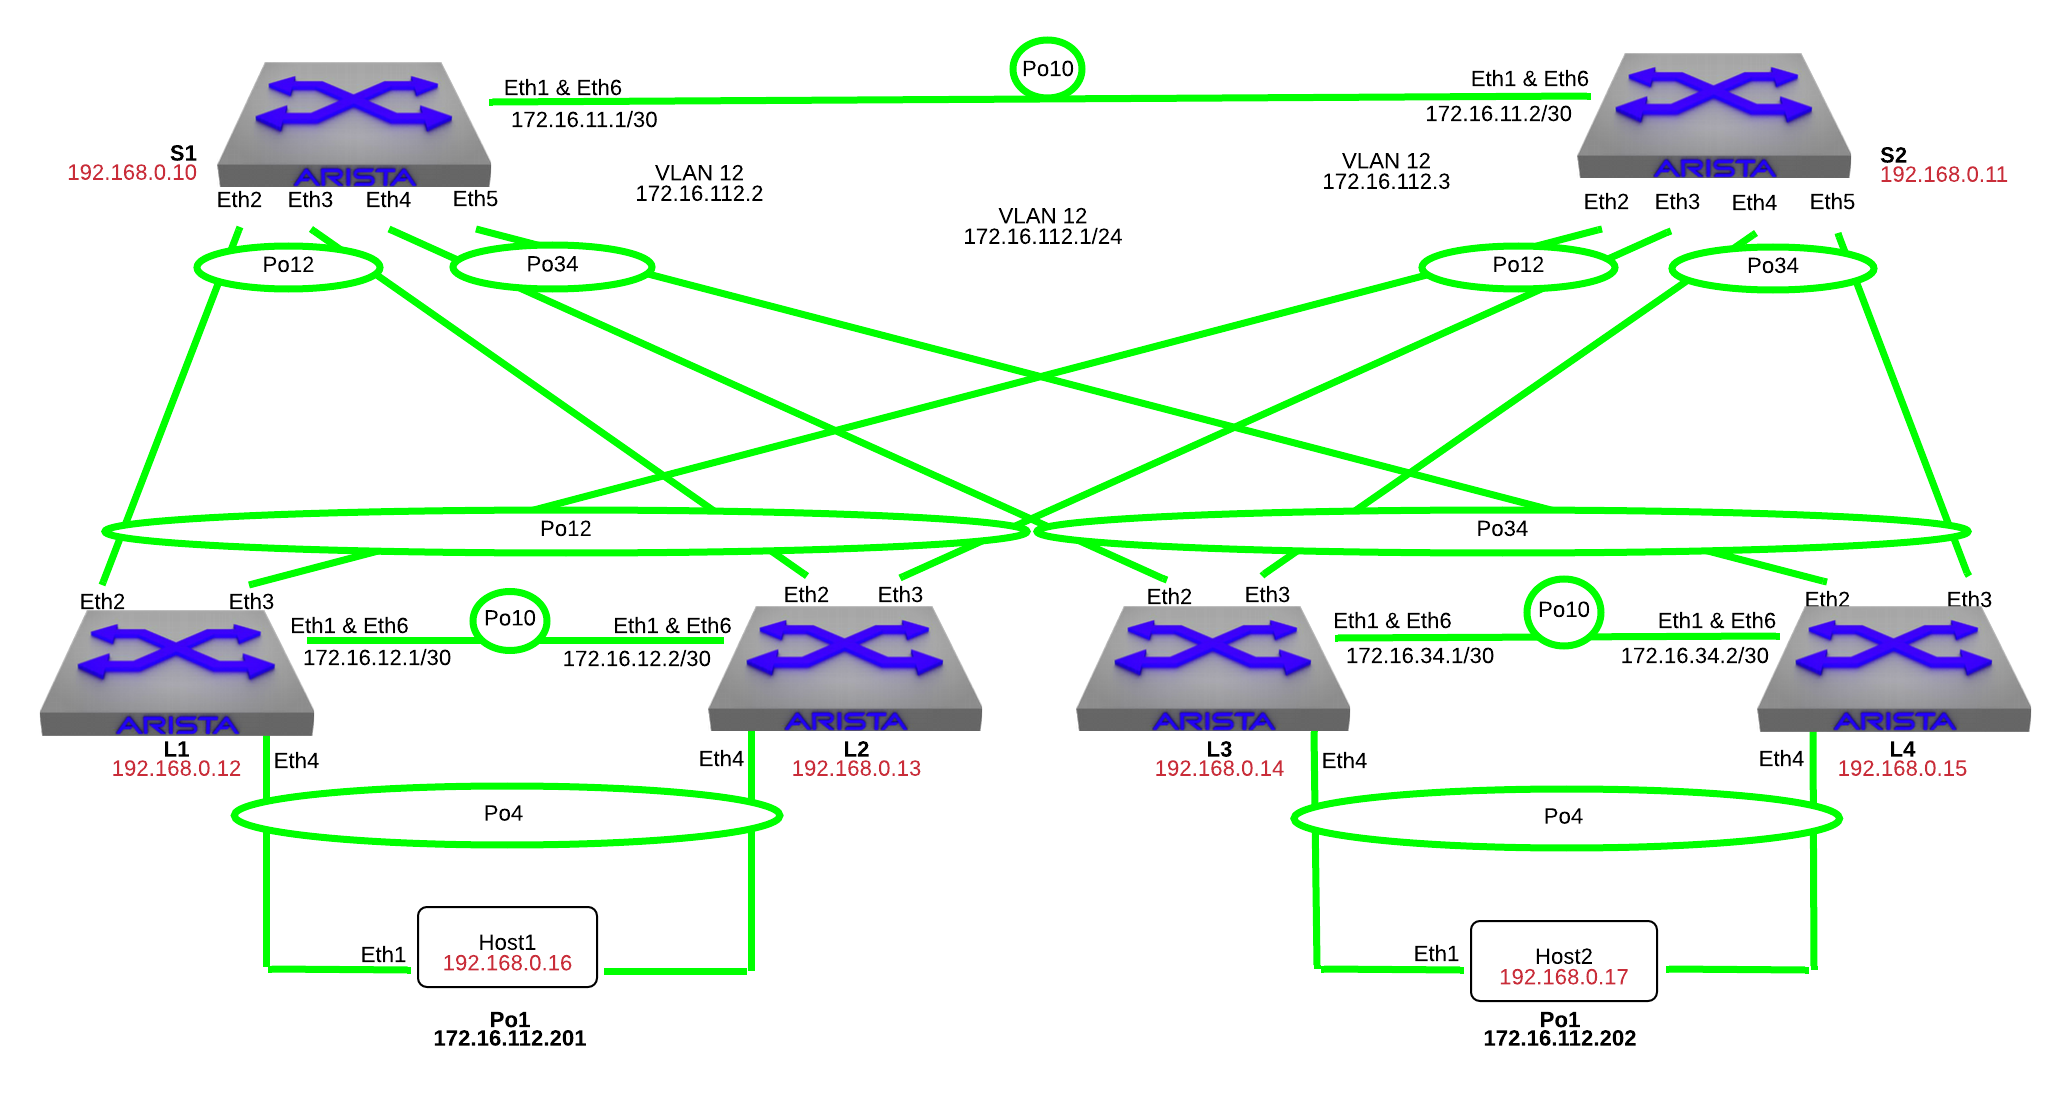 Po10
Eth1 & Eth6
Eth1 & Eth6
172.16.11.1/30
172.16.11.2/30
S1
192.168.0.10
ARISTA
VLAN 12
172.16.112.2
VLAN 12
172.16.112.3
ARISTA
S2
192.168.0.11
Eth2
Eth3
Eth4
Eth5
VLAN 12
172.16.112.1/24
Eth2
Eth3
Eth4
Eth5
Po12
Po34
Po12
Po34
Po12
Po34
Eth2
Eth3
Eth2
Eth3
Eth2
Eth3
Eth2
Eth3
Eth1 & Eth6
Po10
Eth1 & Eth6
172.16.12.1/30
172.16.12.2/30
Eth1 & Eth6
Po10
Eth1 & Eth6
172.16.34.1/30
172.16.34.2/30
ARISTA
ARISTA
ARISTA
ARISTA
L1
192.168.0.12
Eth4
Eth4
L2
192.168.0.13
L3
192.168.0.14
Eth4
Eth4
L4
192.168.0.15
Po4
Po4
Eth1
Host1
192.168.0.16
Eth1
Host2
192.168.0.17
Po1
172.16.112.201
Po1
172.16.112.202